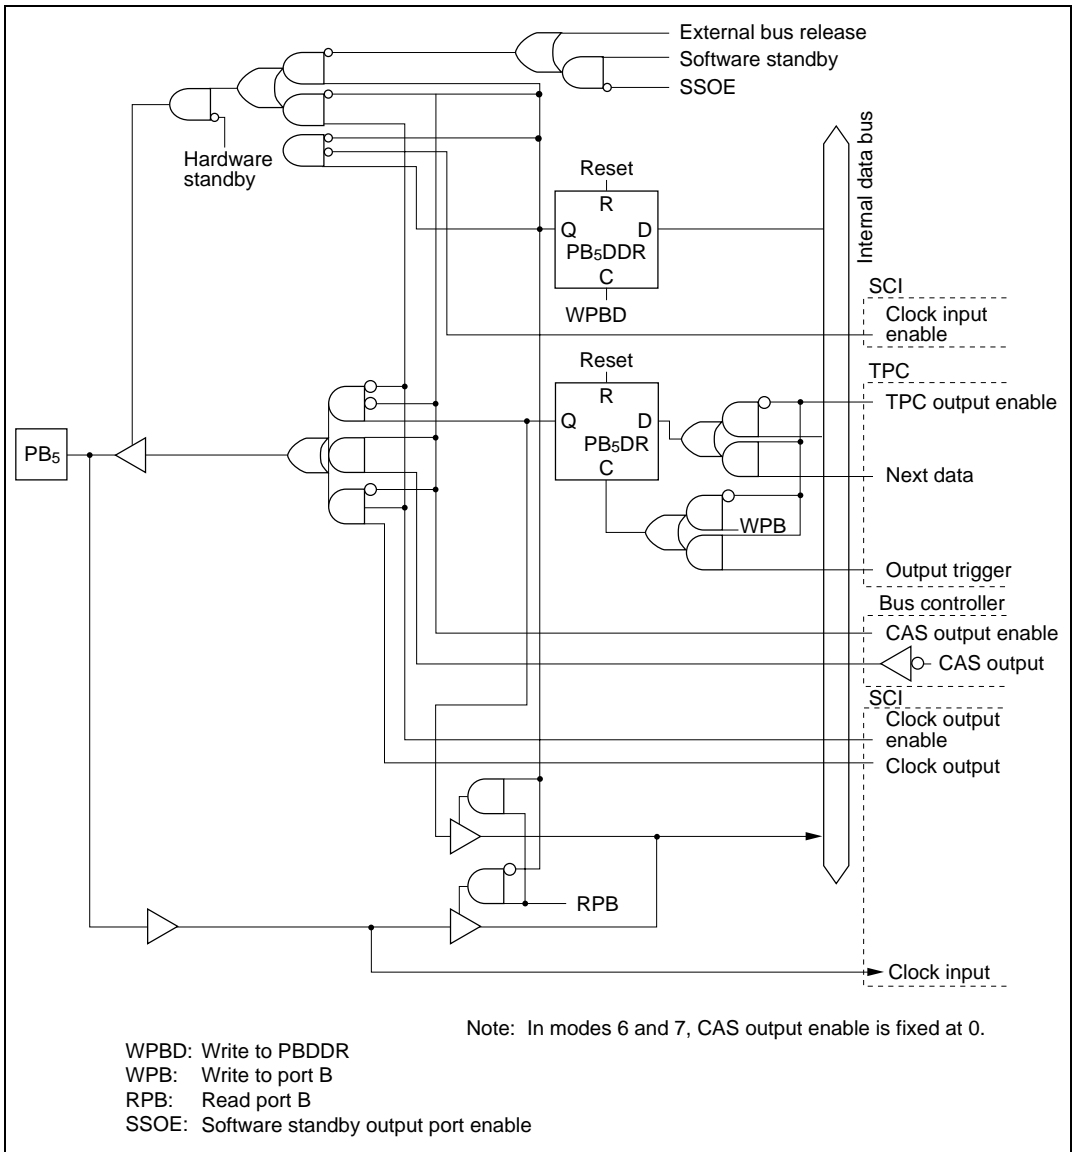 External bus release
Software standby
SSOE
Hardware
standby
Internal data bus
Reset
R
Q D
PB5DDR
C
WPBD
SCI
Clock input
enable
Reset
R
Q D
PB5DR
C
TPC
TPC output enable
PB5
Next data
WPB
Output trigger
Bus controller
CAS output enable
CAS output
SCI
Clock output
enable
Clock output
RPB
Clock input
Note: In modes 6 and 7, CAS output enable is fixed at 0.
WPBD: Write to PBDDR
WPB: Write to port B
RPB: Read port B
SSOE: Software standby output port enable